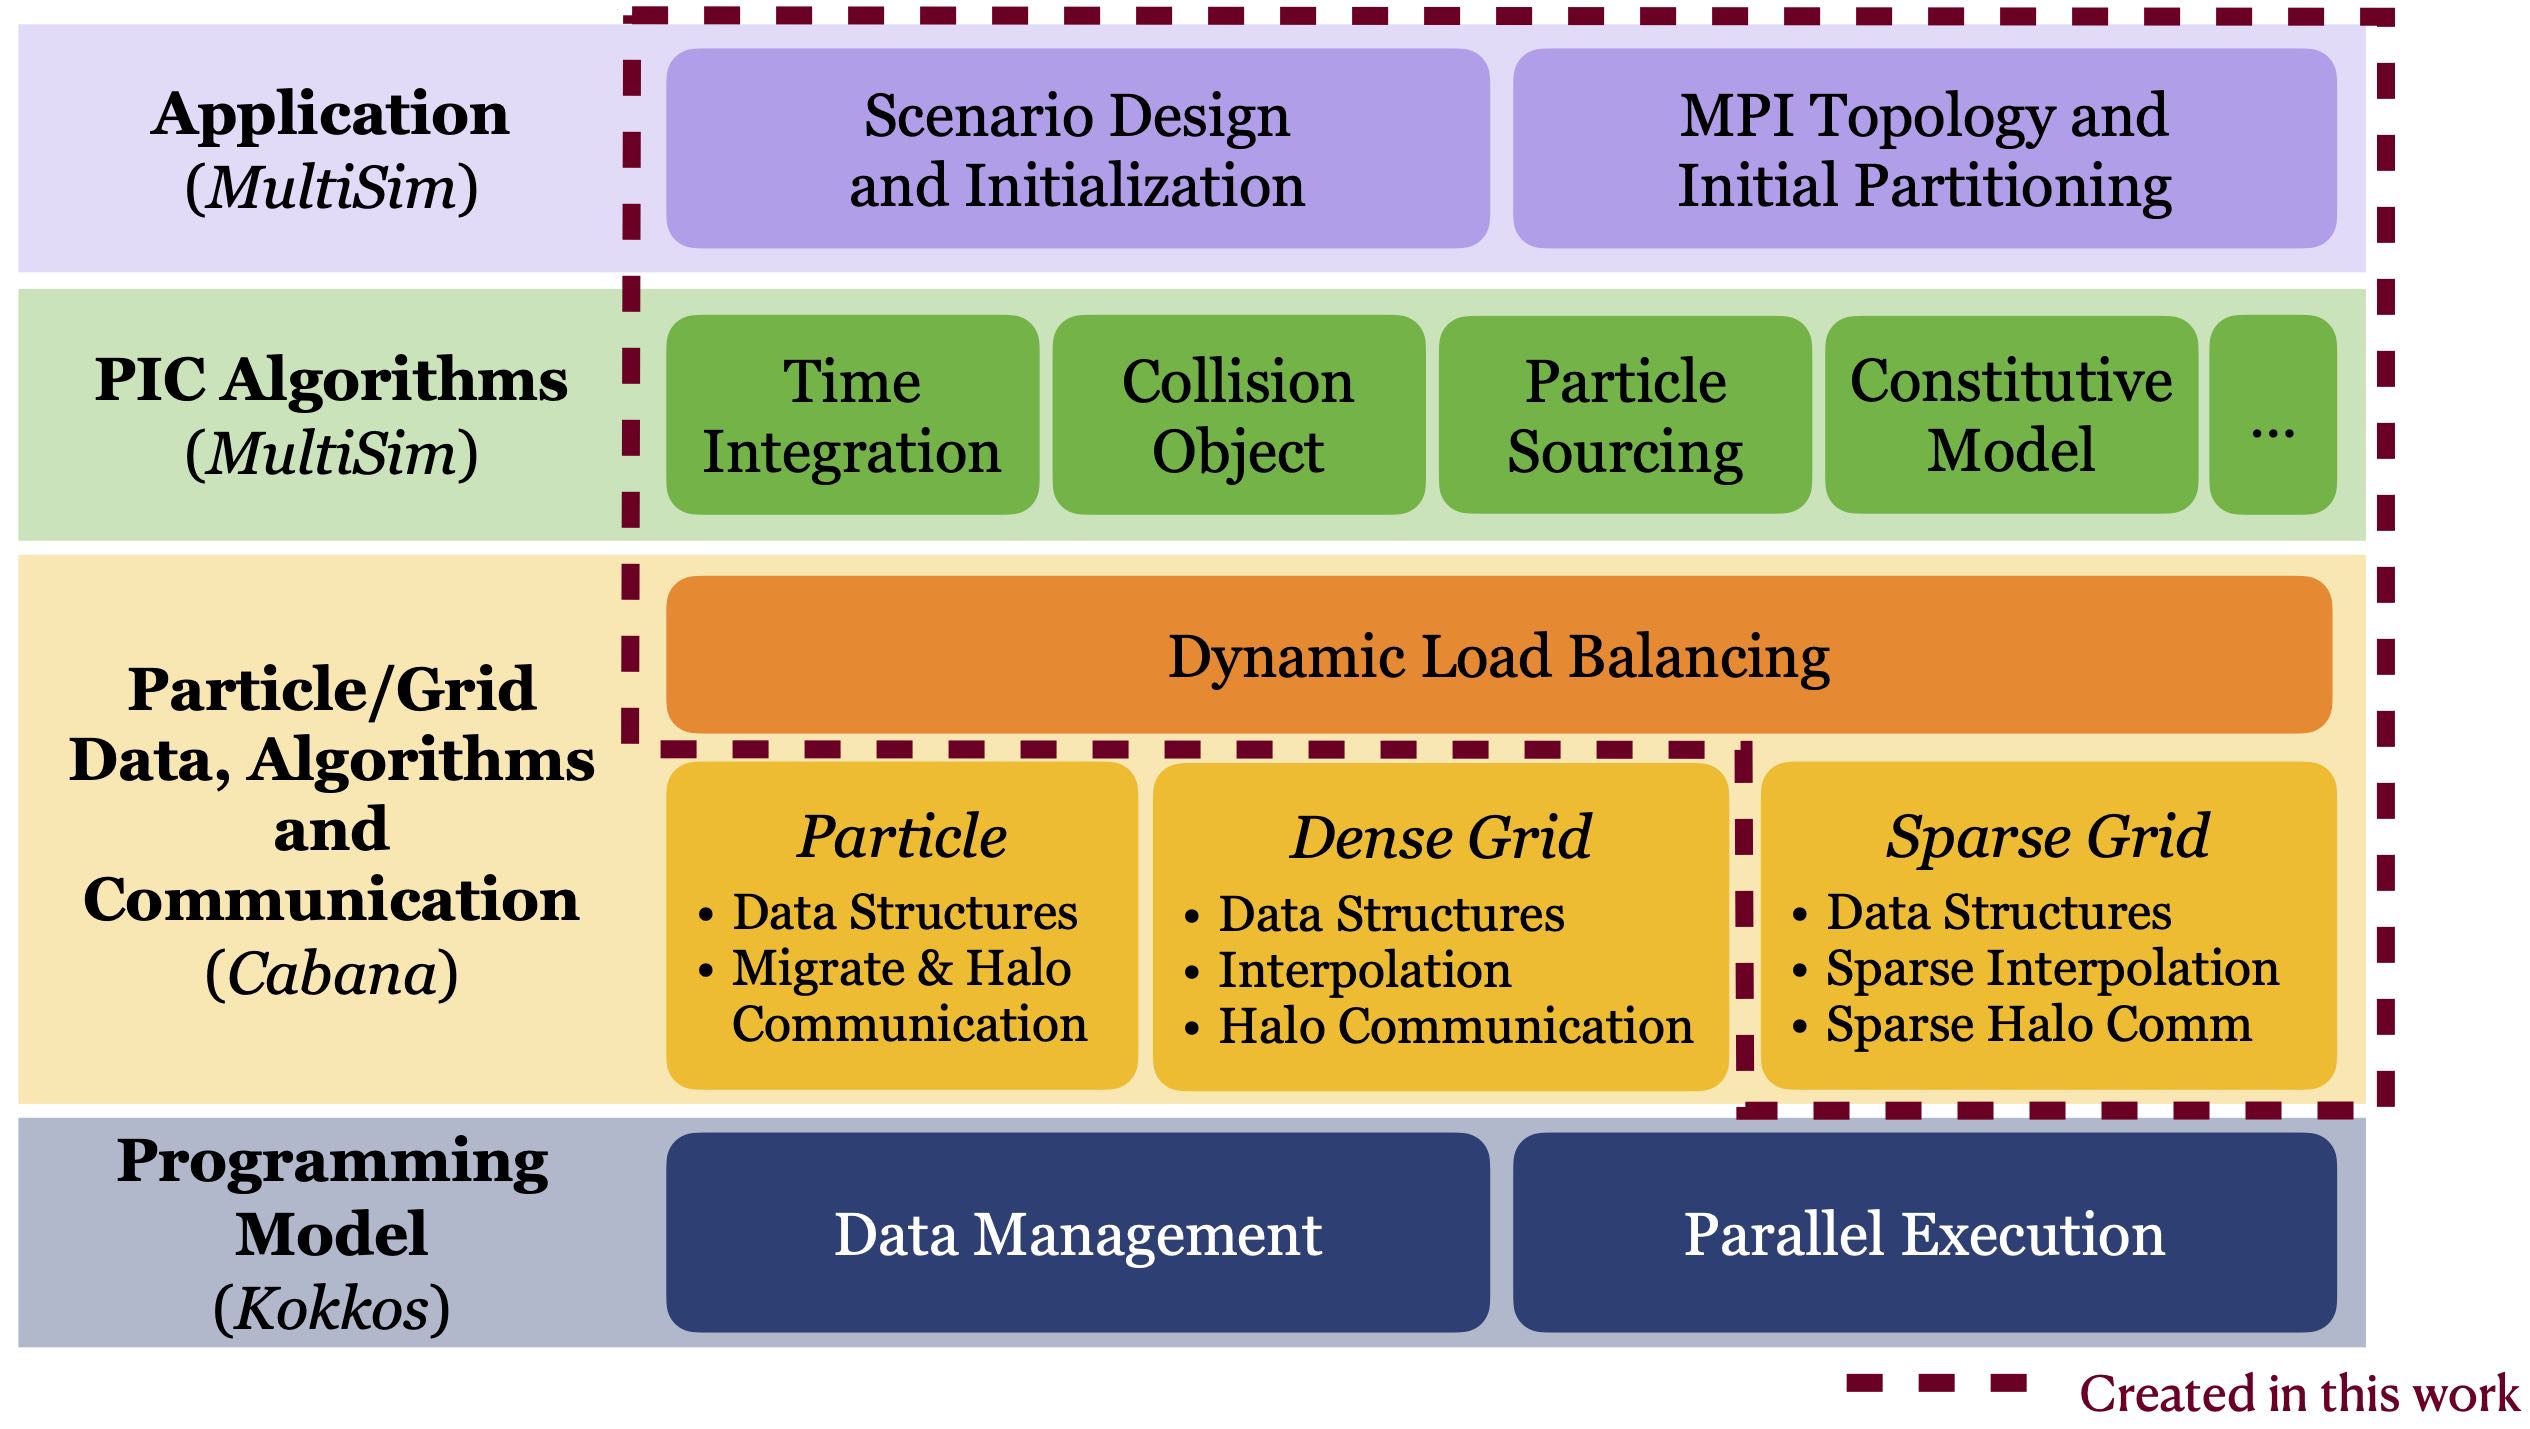 Application
(MultiSim)
Scenario Design
and Initialization
MPI Topology and
Initial Partitioning
PIC Algorithms
(MultiSim)
Time
Integration
Collision
Object
Particle
Sourcing
Constitutive
Model
...
Particle/Grid
Data, Algorithms
and
Communication
(Cabana)
Dynamic Load Balancing
Particle
• Data Structures
• Migrate & Halo
Communication
Dense Grid
• Data Structures
• Interpolation
• Halo Communication
Sparse Grid
• Data Structures
• Sparse Interpolation
• Sparse Halo Comm
Programming
Model
(Kokkos)
Data Management
Parallel Execution
Created in this work